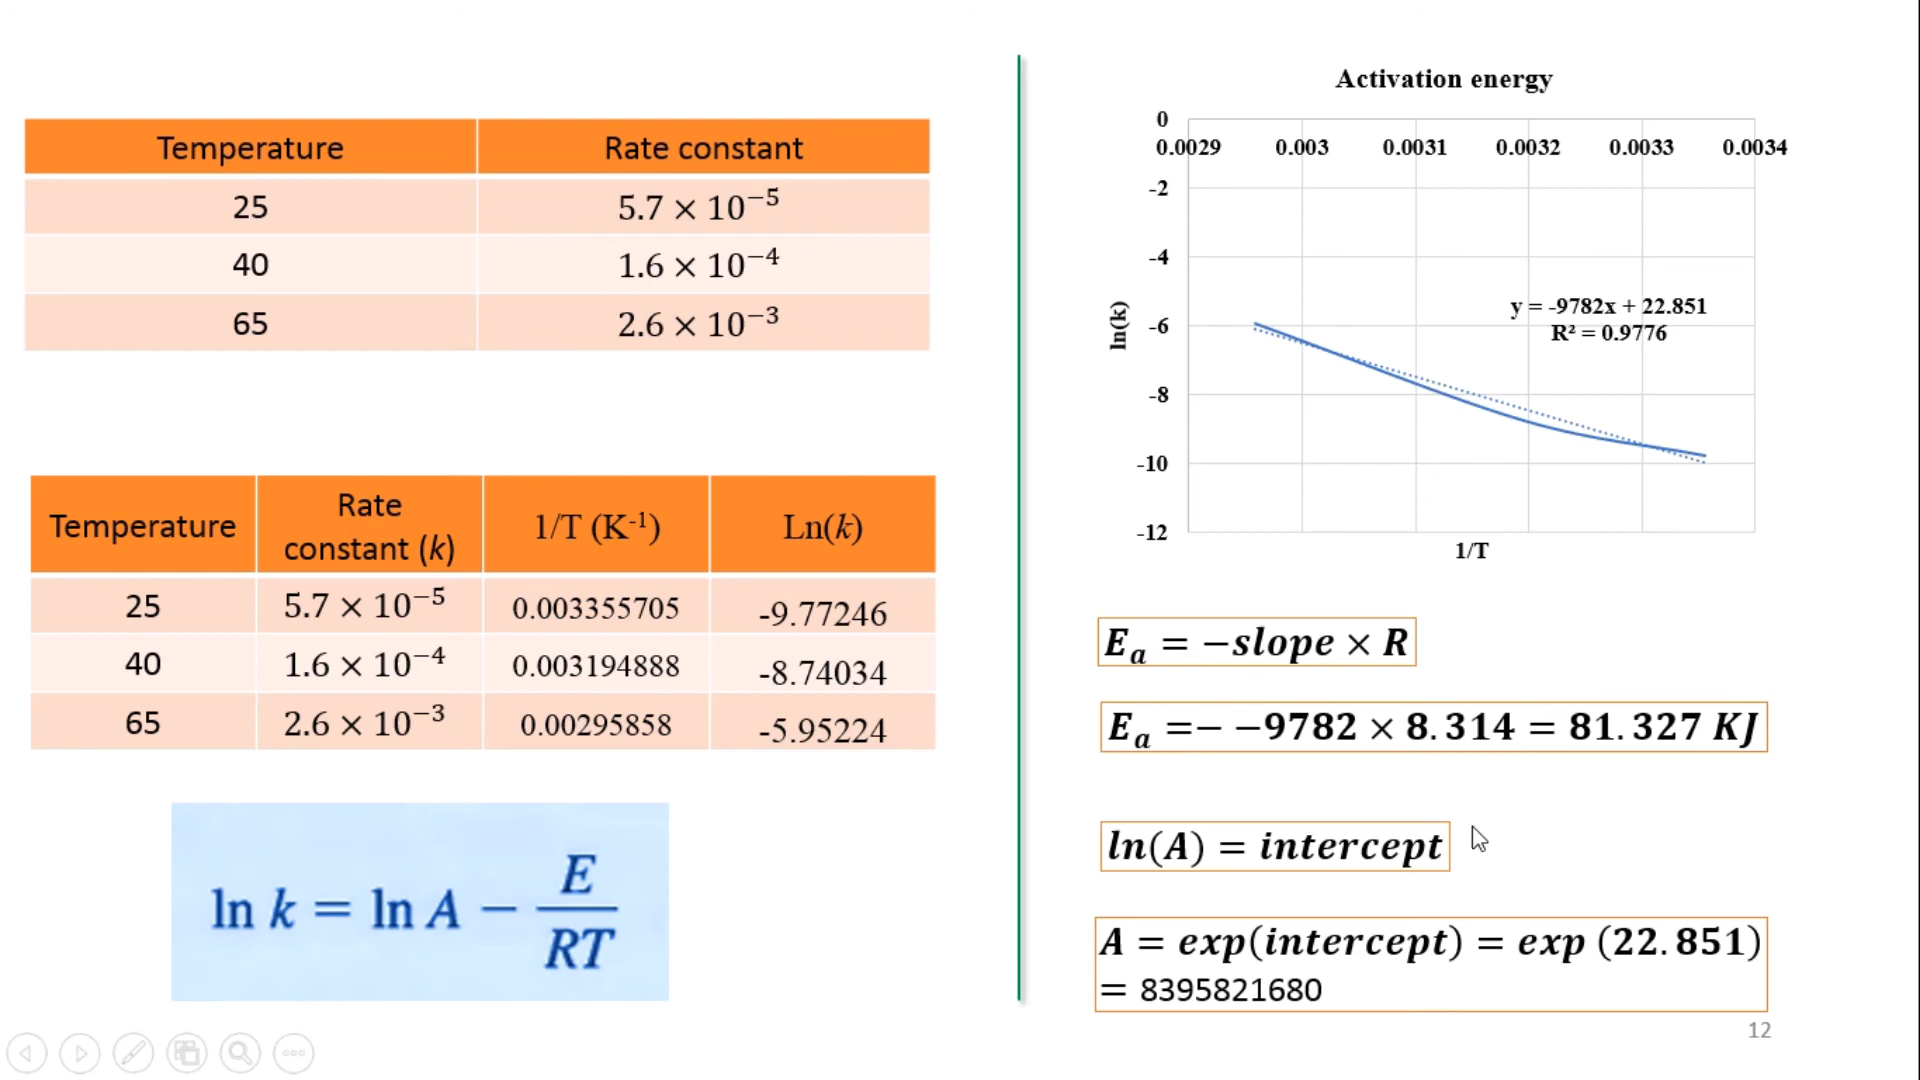 Temperature Rate constant
25 5.7 × 10⁻⁵
40 1.6 × 10⁻⁴
65 2.6 × 10⁻³
Temperature Rate constant (k) 1/T (K⁻¹) Ln(k)
25 5.7 × 10⁻⁵ 0.003355705 -9.77246
40 1.6 × 10⁻⁴ 0.003194888 -8.74034
65 2.6 × 10⁻³ 0.00295858 -5.95224
ln k = ln A − E/RT
Activation energy
0
0.0029 0.003 0.0031 0.0032 0.0033 0.0034
-2
-4
y = -9782x + 22.851
R² = 0.9776
ln(k)
-6
-8
-10
-12
1/T
Eₐ = −slope × R
Eₐ =− −9782 × 8.314 = 81.327 KJ
ln(A) = intercept
A = exp(intercept) = exp (22.851)
= 8395821680
12